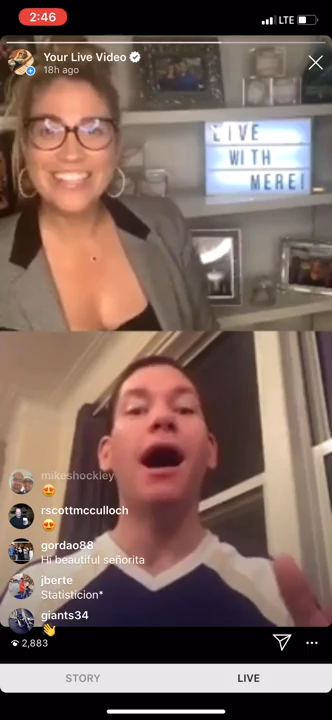 2:46
LTE
Your Live Video
18h ago
LIVE
WITH
MERE!
mikeshockley
😍
rscottmcculloch
😍
gordao88
Hi beautiful señorita
jberte
Statisticion*
giants34
👋
2,883
STORY
LIVE